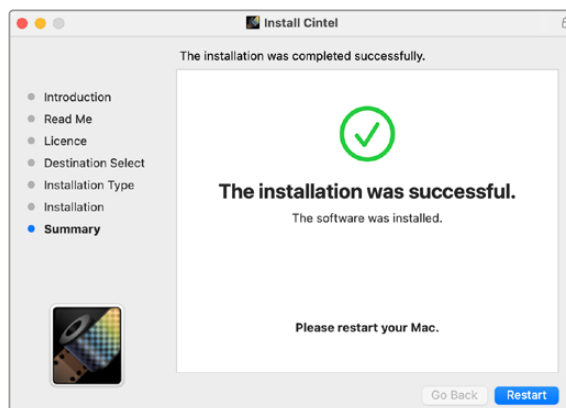 Install Cintel
The installation was completed successfully.
Introduction
Read Me
Licence
Destination Select
Installation Type
Installation
Summary
The installation was successful.
The software was installed.
Please restart your Mac.
Go Back
Restart